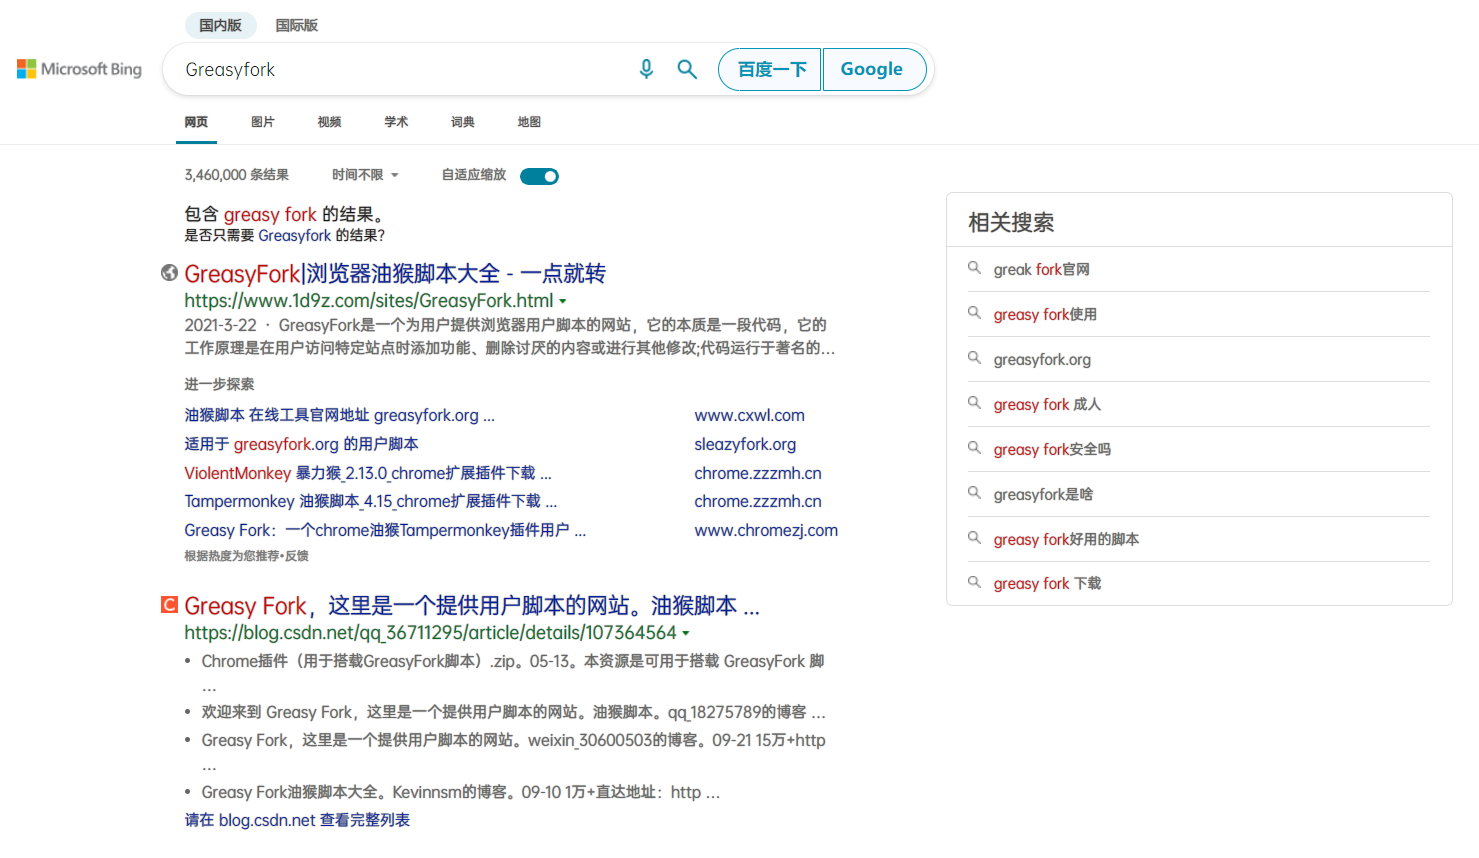 国内版 国际版
Microsoft Bing
Greasyfork
百度一下 Google
网页 图片 视频 学术 词典 地图
3,460,000 条结果 时间不限 自适应缩放
包含 greasy fork 的结果。
是否只需要 Greasyfork 的结果?
GreasyFork|浏览器油猴脚本大全 - 一点就转
https://www.1d9z.com/sites/GreasyFork.html
2021-3-22 · GreasyFork是一个为用户提供浏览器用户脚本的网站，它的本质是一段代码，它的
工作原理是在用户访问特定站点时添加功能、删除讨厌的内容或进行其他修改;代码运行于著名的…
进一步探索
油猴脚本 在线工具官网地址 greasyfork.org ... www.cxwl.com
适用于 greasyfork.org 的用户脚本 sleazyfork.org
ViolentMonkey 暴力猴_2.13.0_chrome扩展插件下载 ... chrome.zzzmh.cn
Tampermonkey 油猴脚本_4.15_chrome扩展插件下载 ... chrome.zzzmh.cn
Greasy Fork：一个chrome油猴Tampermonkey插件用户 ... www.chromezj.com
根据热度为您推荐•反馈
Greasy Fork，这里是一个提供用户脚本的网站。油猴脚本 ...
https://blog.csdn.net/qq_36711295/article/details/107364564
• Chrome插件（用于搭载GreasyFork脚本）.zip。05-13。本资源是可用于搭载 GreasyFork 脚
…
• 欢迎来到 Greasy Fork，这里是一个提供用户脚本的网站。油猴脚本。qq_18275789的博客 …
• Greasy Fork，这里是一个提供用户脚本的网站。weixin_30600503的博客。09-21 15万+http
…
• Greasy Fork油猴脚本大全。Kevinnsm的博客。09-10 1万+直达地址：http …
请在 blog.csdn.net 查看完整列表
相关搜索
greak fork官网
greasy fork使用
greasyfork.org
greasy fork 成人
greasy fork安全吗
greasyfork是啥
greasy fork好用的脚本
greasy fork 下载